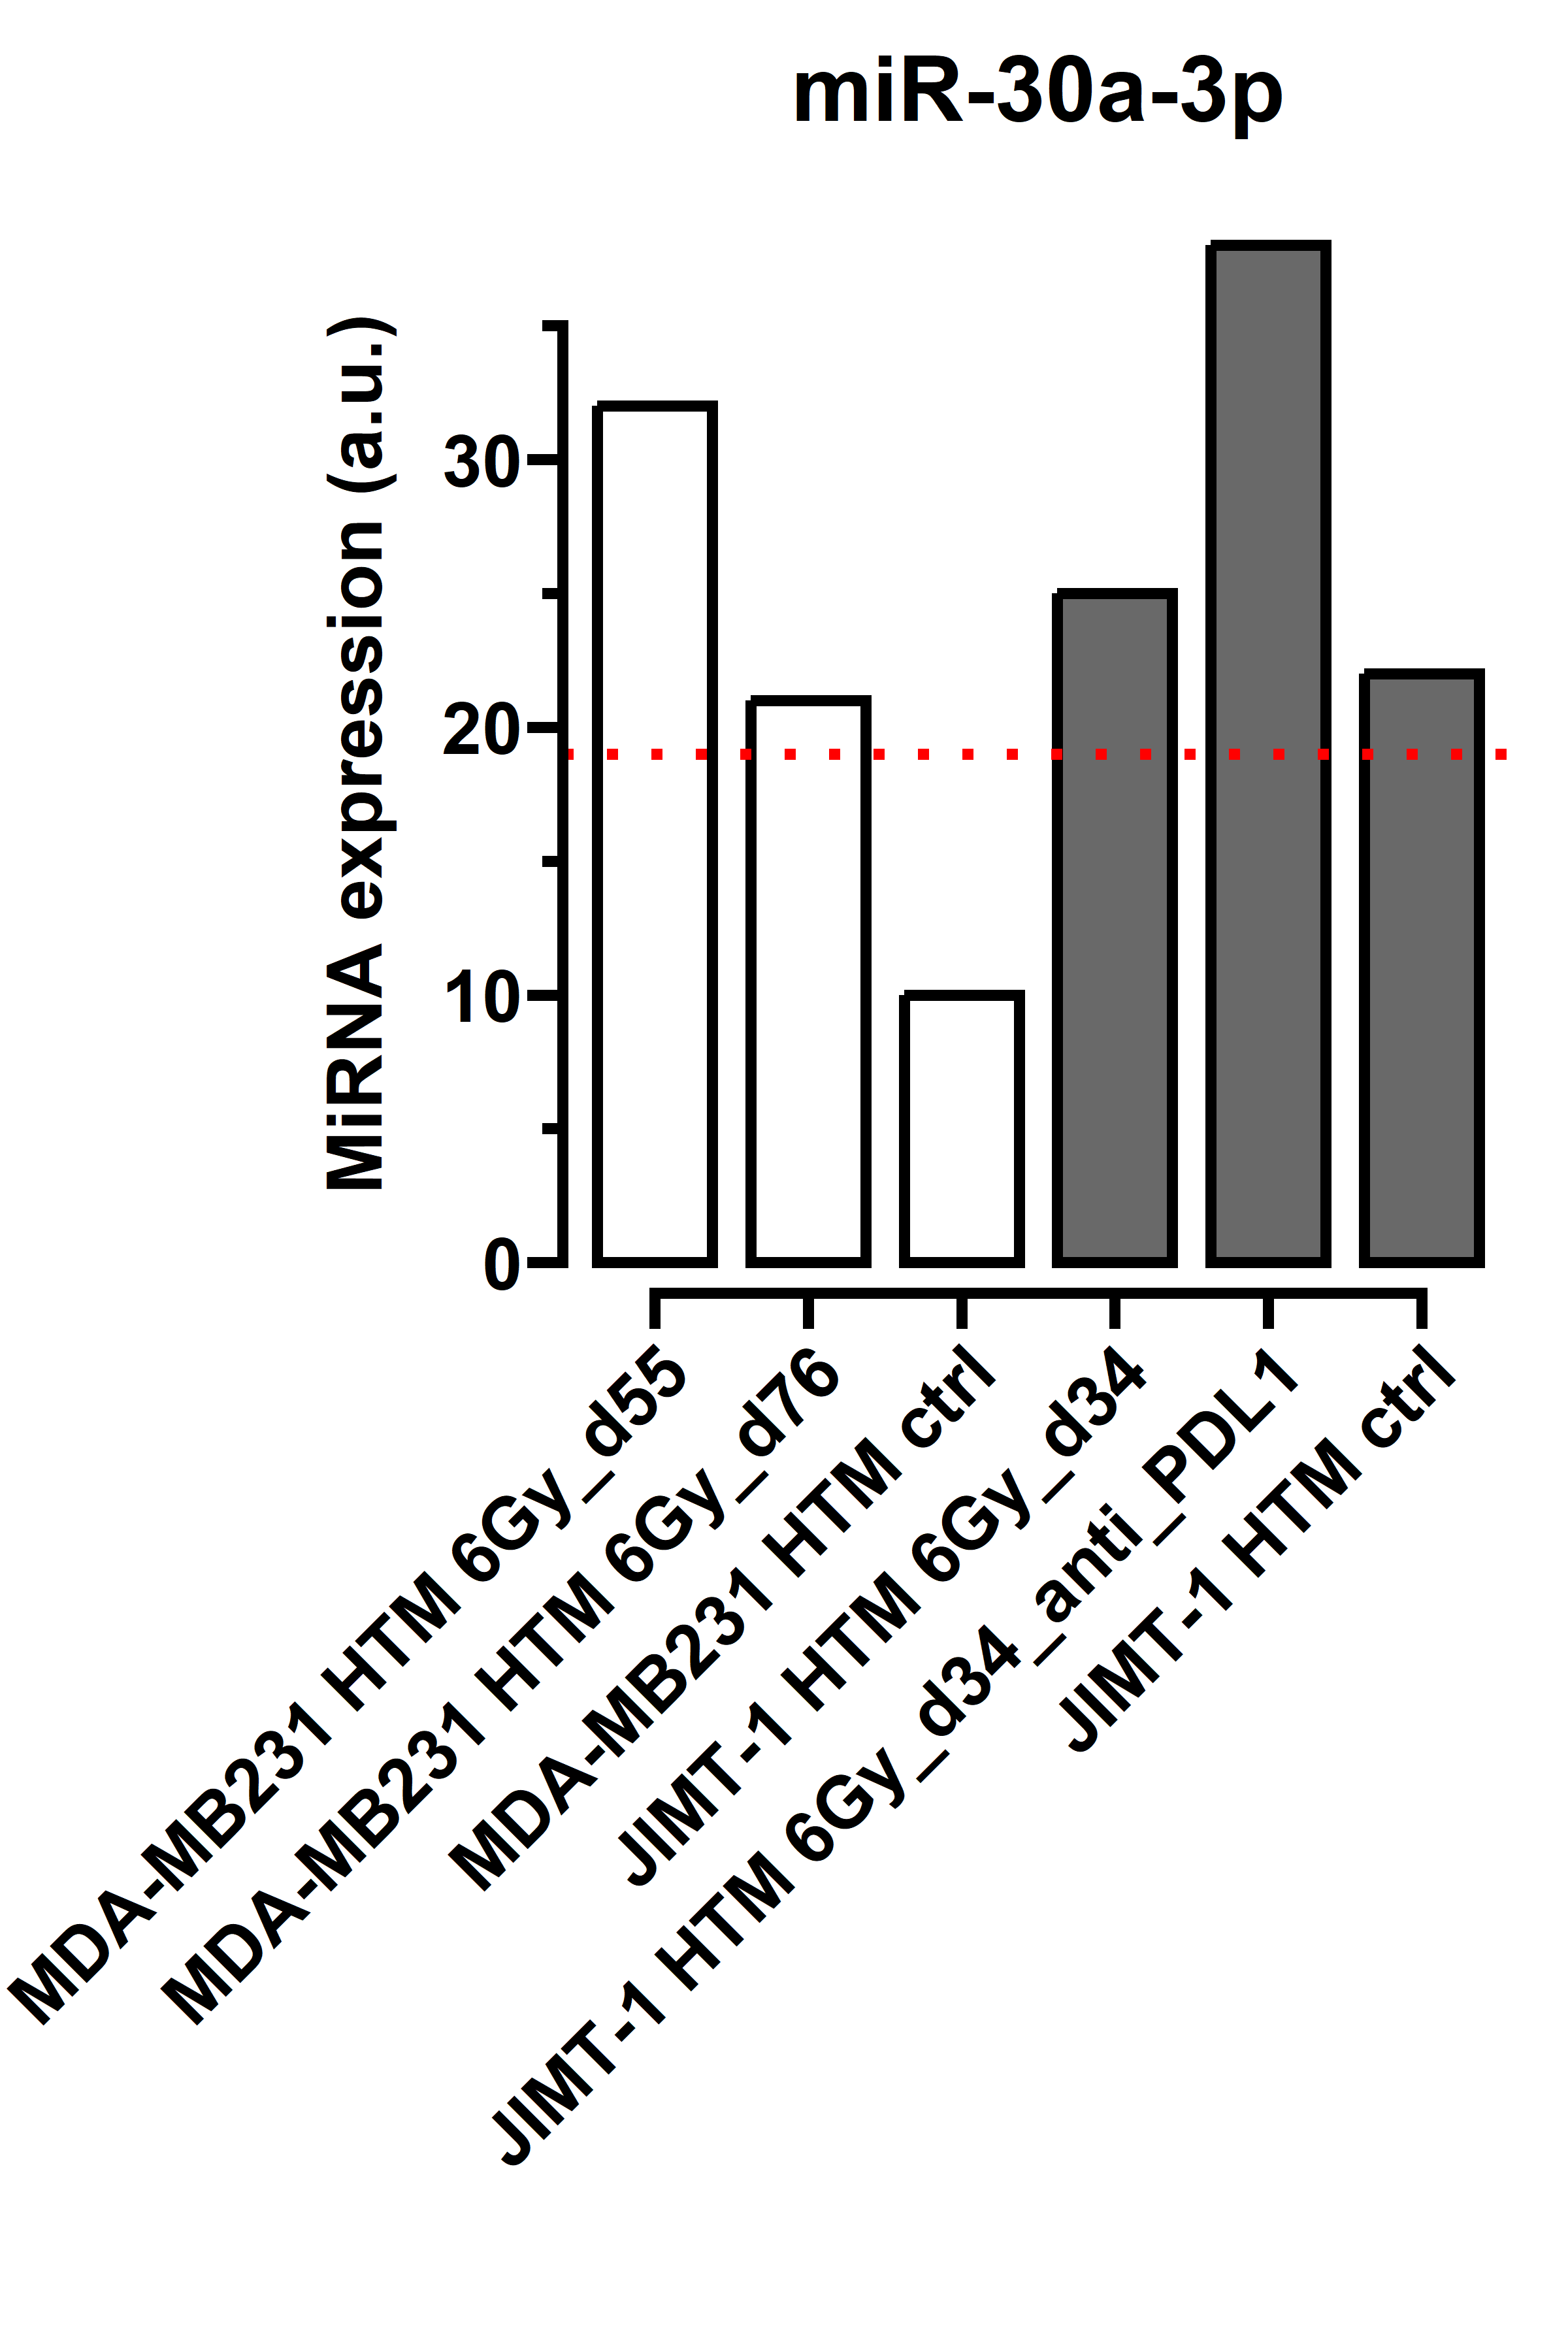 miR-30a-3p
MiRNA expression (a.u.)
30
20
10
0
MDA-MB231 HTM 6Gy_d55
MDA-MB231 HTM 6Gy_d76
MDA-MB231 HTM ctrl
JIMT-1 HTM 6Gy_d34
JIMT-1 HTM 6Gy_d34_anti_PDL1
JIMT-1 HTM ctrl